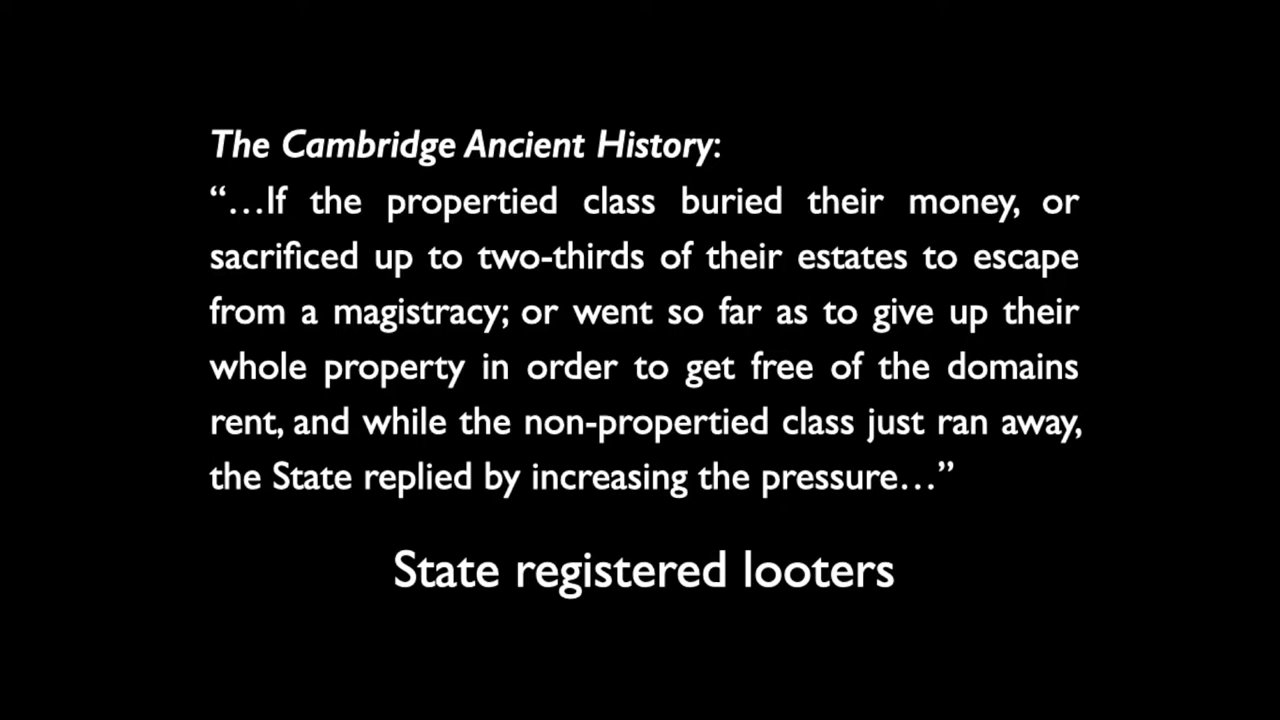 The Cambridge Ancient History:
“…If the propertied class buried their money, or
sacrificed up to two-thirds of their estates to escape
from a magistracy; or went so far as to give up their
whole property in order to get free of the domains
rent, and while the non-propertied class just ran away,
the State replied by increasing the pressure…”
State registered looters